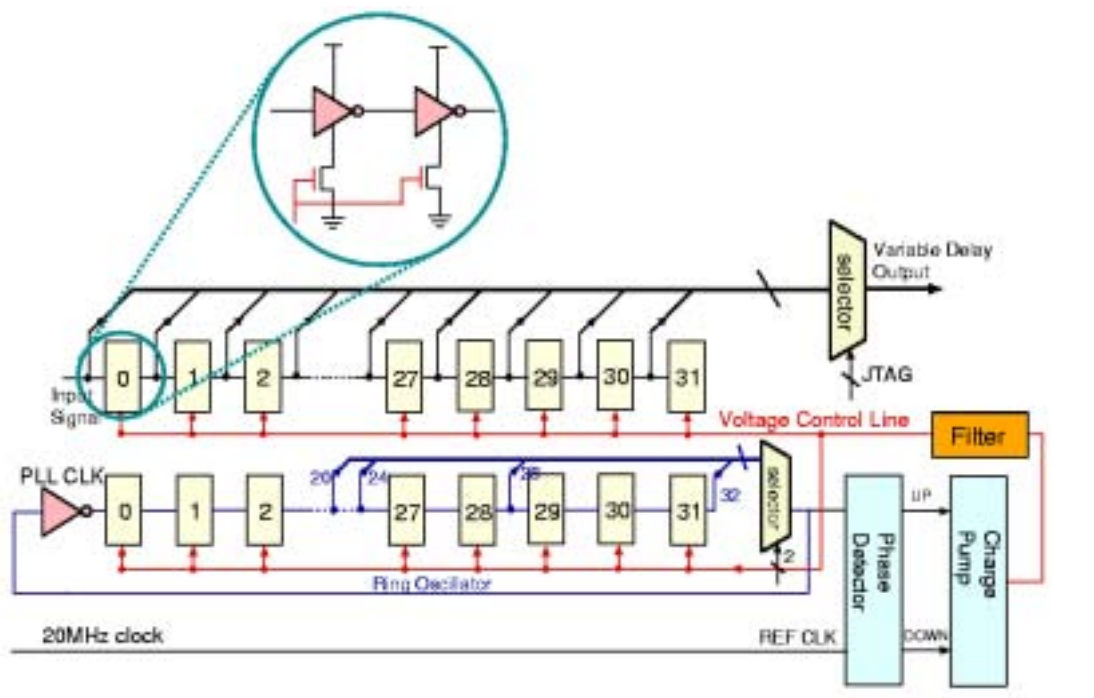 Variable Delay
Output
selector
JTAG
0
1
2
27
28
29
30
31
Input
Signal
Voltage Control Line
Filter
PLL CLK
20
24
28
32
selector
0
1
2
27
28
29
30
31
2
Ring Oscillator
Phase
Detector
UP
Charge
Pump
20MHz clock
REF CLK
DOWN